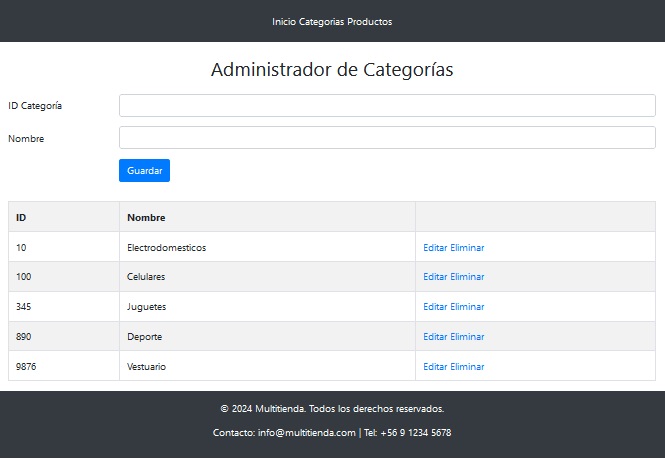 Inicio Categorias Productos
Administrador de Categorías
ID Categoría
Nombre
Guardar
ID Nombre
10 Electrodomesticos Editar Eliminar
100 Celulares Editar Eliminar
345 Juguetes Editar Eliminar
890 Deporte Editar Eliminar
9876 Vestuario Editar Eliminar
© 2024 Multitienda. Todos los derechos reservados.
Contacto: info@multitienda.com | Tel: +56 9 1234 5678